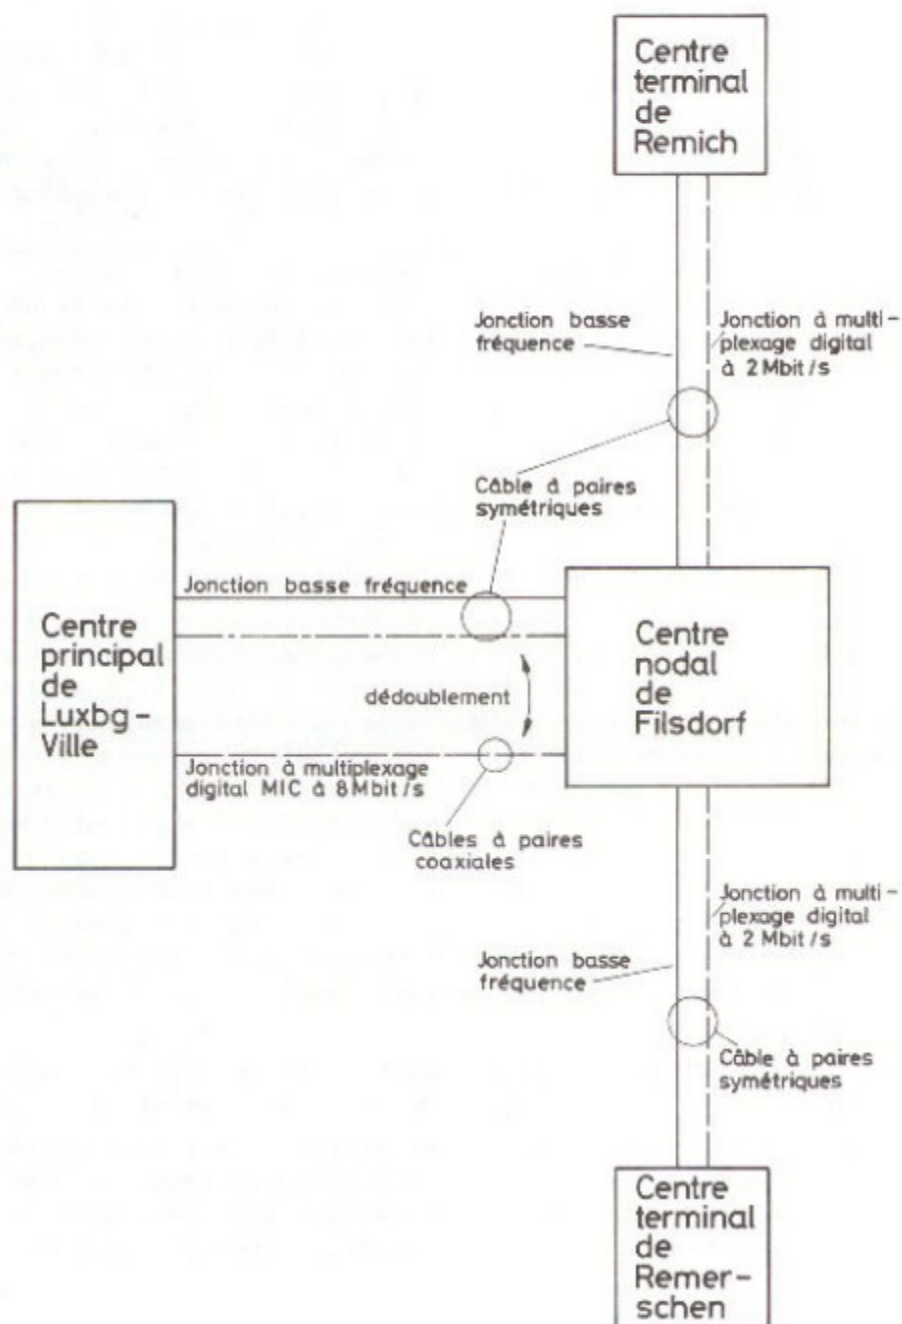 Centre
terminal
de
Remich
Jonction basse
fréquence
Jonction à multi-
plexage digital
à 2 Mbit/s
Câble à paires
symétriques
Jonction basse fréquence
Centre
principal
de
Luxbg-
Ville
Centre
nodal
de
Filsdorf
dédoublement
Jonction à multiplexage
digital MIC à 8 Mbit/s
Câbles à paires
coaxiales
Jonction à multi-
plexage digital
à 2 Mbit/s
Jonction basse
fréquence
Câble à paires
symétriques
Centre
terminal
de
Remer-
schen